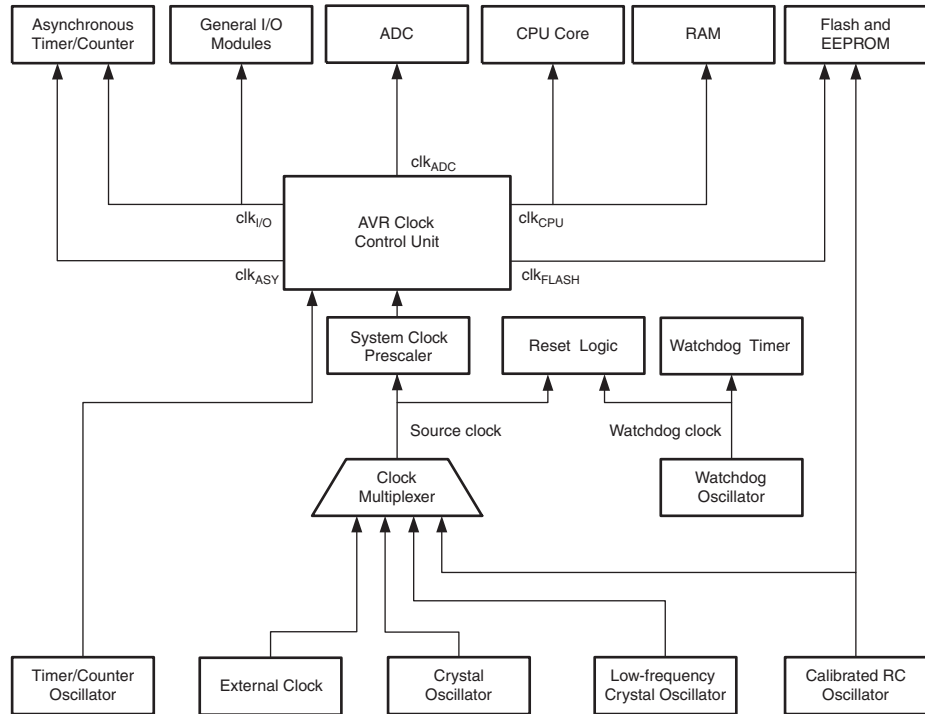 Asynchronous
Timer/Counter
General I/O
Modules
ADC
CPU Core
RAM
Flash and
EEPROM
clkADC
clkI/O
AVR Clock
Control Unit
clkCPU
clkASY
clkFLASH
System Clock
Prescaler
Reset Logic
Watchdog Timer
Source clock
Watchdog clock
Clock
Multiplexer
Watchdog
Oscillator
Timer/Counter
Oscillator
External Clock
Crystal
Oscillator
Low-frequency
Crystal Oscillator
Calibrated RC
Oscillator